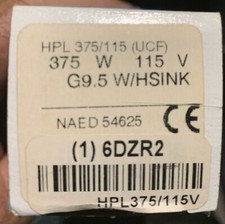 HPL 375/115 (UCF)
375 W 115 V
G9.5 W/HSINK
NAED 54625 CE
(1) 6DZR2
HPL375/115V